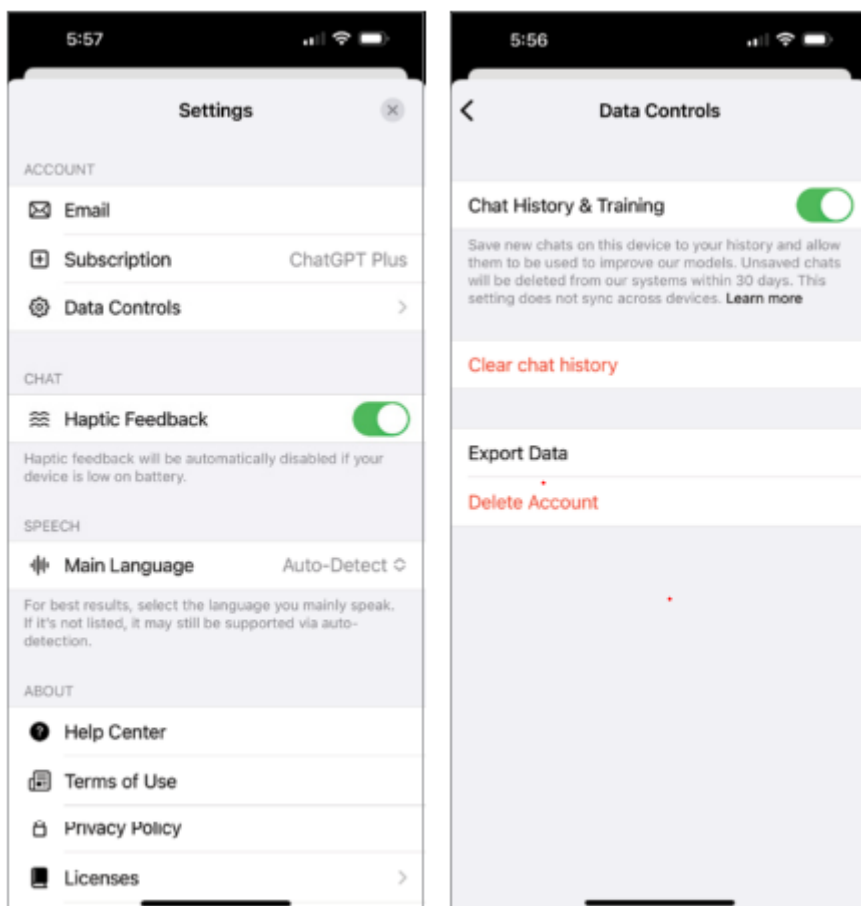 5:57
Settings
ACCOUNT
Email
Subscription ChatGPT Plus
Data Controls
CHAT
Haptic Feedback
Haptic feedback will be automatically disabled if your
device is low on battery.
SPEECH
Main Language Auto-Detect
For best results, select the language you mainly speak.
If it's not listed, it may still be supported via auto-
detection.
ABOUT
Help Center
Terms of Use
Privacy Policy
Licenses
5:56
Data Controls
Chat History & Training
Save new chats on this device to your history and allow
them to be used to improve our models. Unsaved chats
will be deleted from our systems within 30 days. This
setting does not sync across devices. Learn more
Clear chat history
Export Data
Delete Account